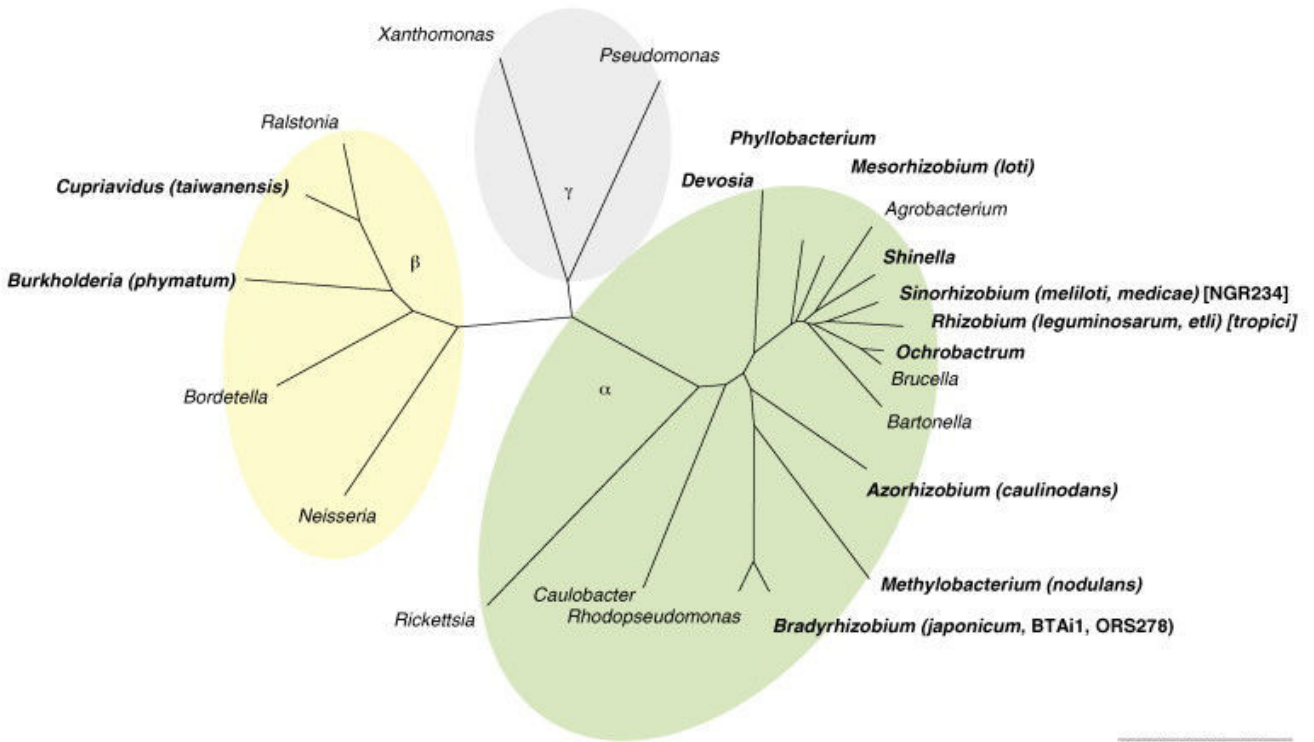 Xanthomonas
Pseudomonas
Ralstonia
Phyllobacterium
Mesorhizobium (loti)
Cupriavidus (taiwanensis)
Devosia
γ
Agrobacterium
β
Shinella
Burkholderia (phymatum)
Sinorhizobium (meliloti, medicae) [NGR234]
Rhizobium (leguminosarum, etli) [tropici]
Ochrobactrum
Brucella
α
Bordetella
Bartonella
Azorhizobium (caulinodans)
Neisseria
Methylobacterium (nodulans)
Caulobacter
Rhodopseudomonas
Rickettsia
Bradyrhizobium (japonicum, BTAi1, ORS278)